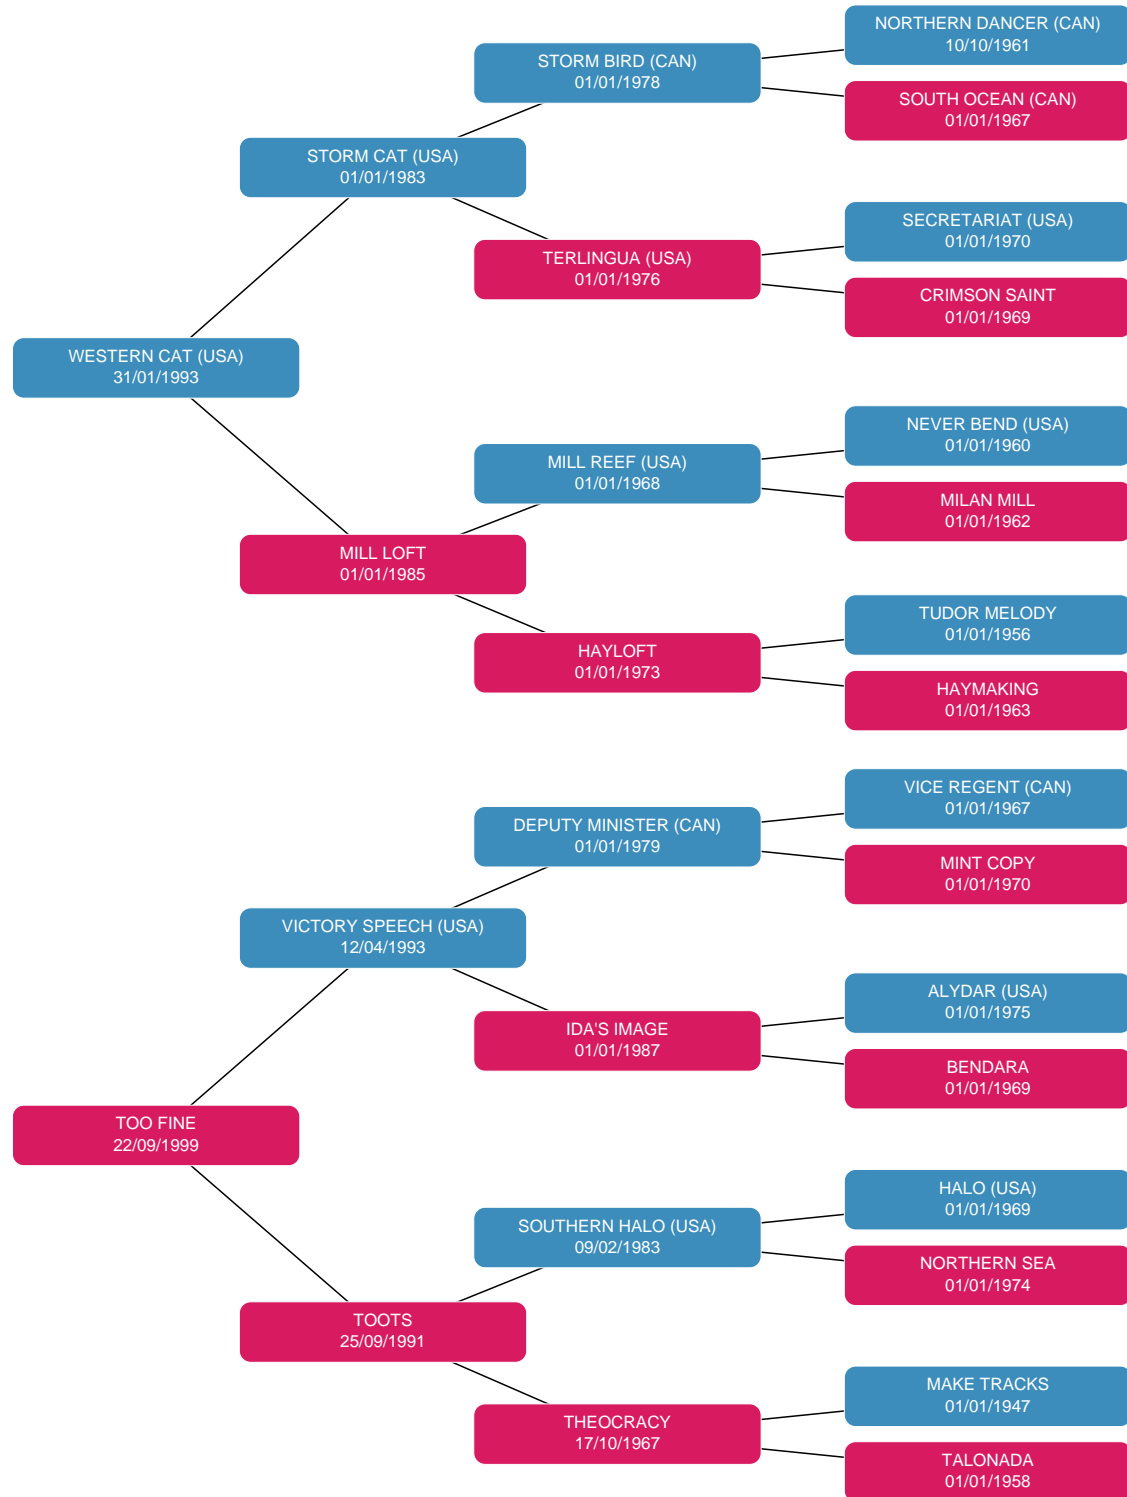 NORTHERN DANCER (CAN)
10/10/1961
STORM BIRD (CAN)
01/01/1978
SOUTH OCEAN (CAN)
01/01/1967
STORM CAT (USA)
01/01/1983
SECRETARIAT (USA)
01/01/1970
TERLINGUA (USA)
01/01/1976
CRIMSON SAINT
01/01/1969
WESTERN CAT (USA)
31/01/1993
NEVER BEND (USA)
01/01/1960
MILL REEF (USA)
01/01/1968
MILAN MILL
01/01/1962
MILL LOFT
01/01/1985
TUDOR MELODY
01/01/1956
HAYLOFT
01/01/1973
HAYMAKING
01/01/1963
VICE REGENT (CAN)
01/01/1967
DEPUTY MINISTER (CAN)
01/01/1979
MINT COPY
01/01/1970
VICTORY SPEECH (USA)
12/04/1993
ALYDAR (USA)
01/01/1975
IDA'S IMAGE
01/01/1987
BENDARA
01/01/1969
TOO FINE
22/09/1999
HALO (USA)
01/01/1969
SOUTHERN HALO (USA)
09/02/1983
NORTHERN SEA
01/01/1974
TOOTS
25/09/1991
MAKE TRACKS
01/01/1947
THEOCRACY
17/10/1967
TALONADA
01/01/1958